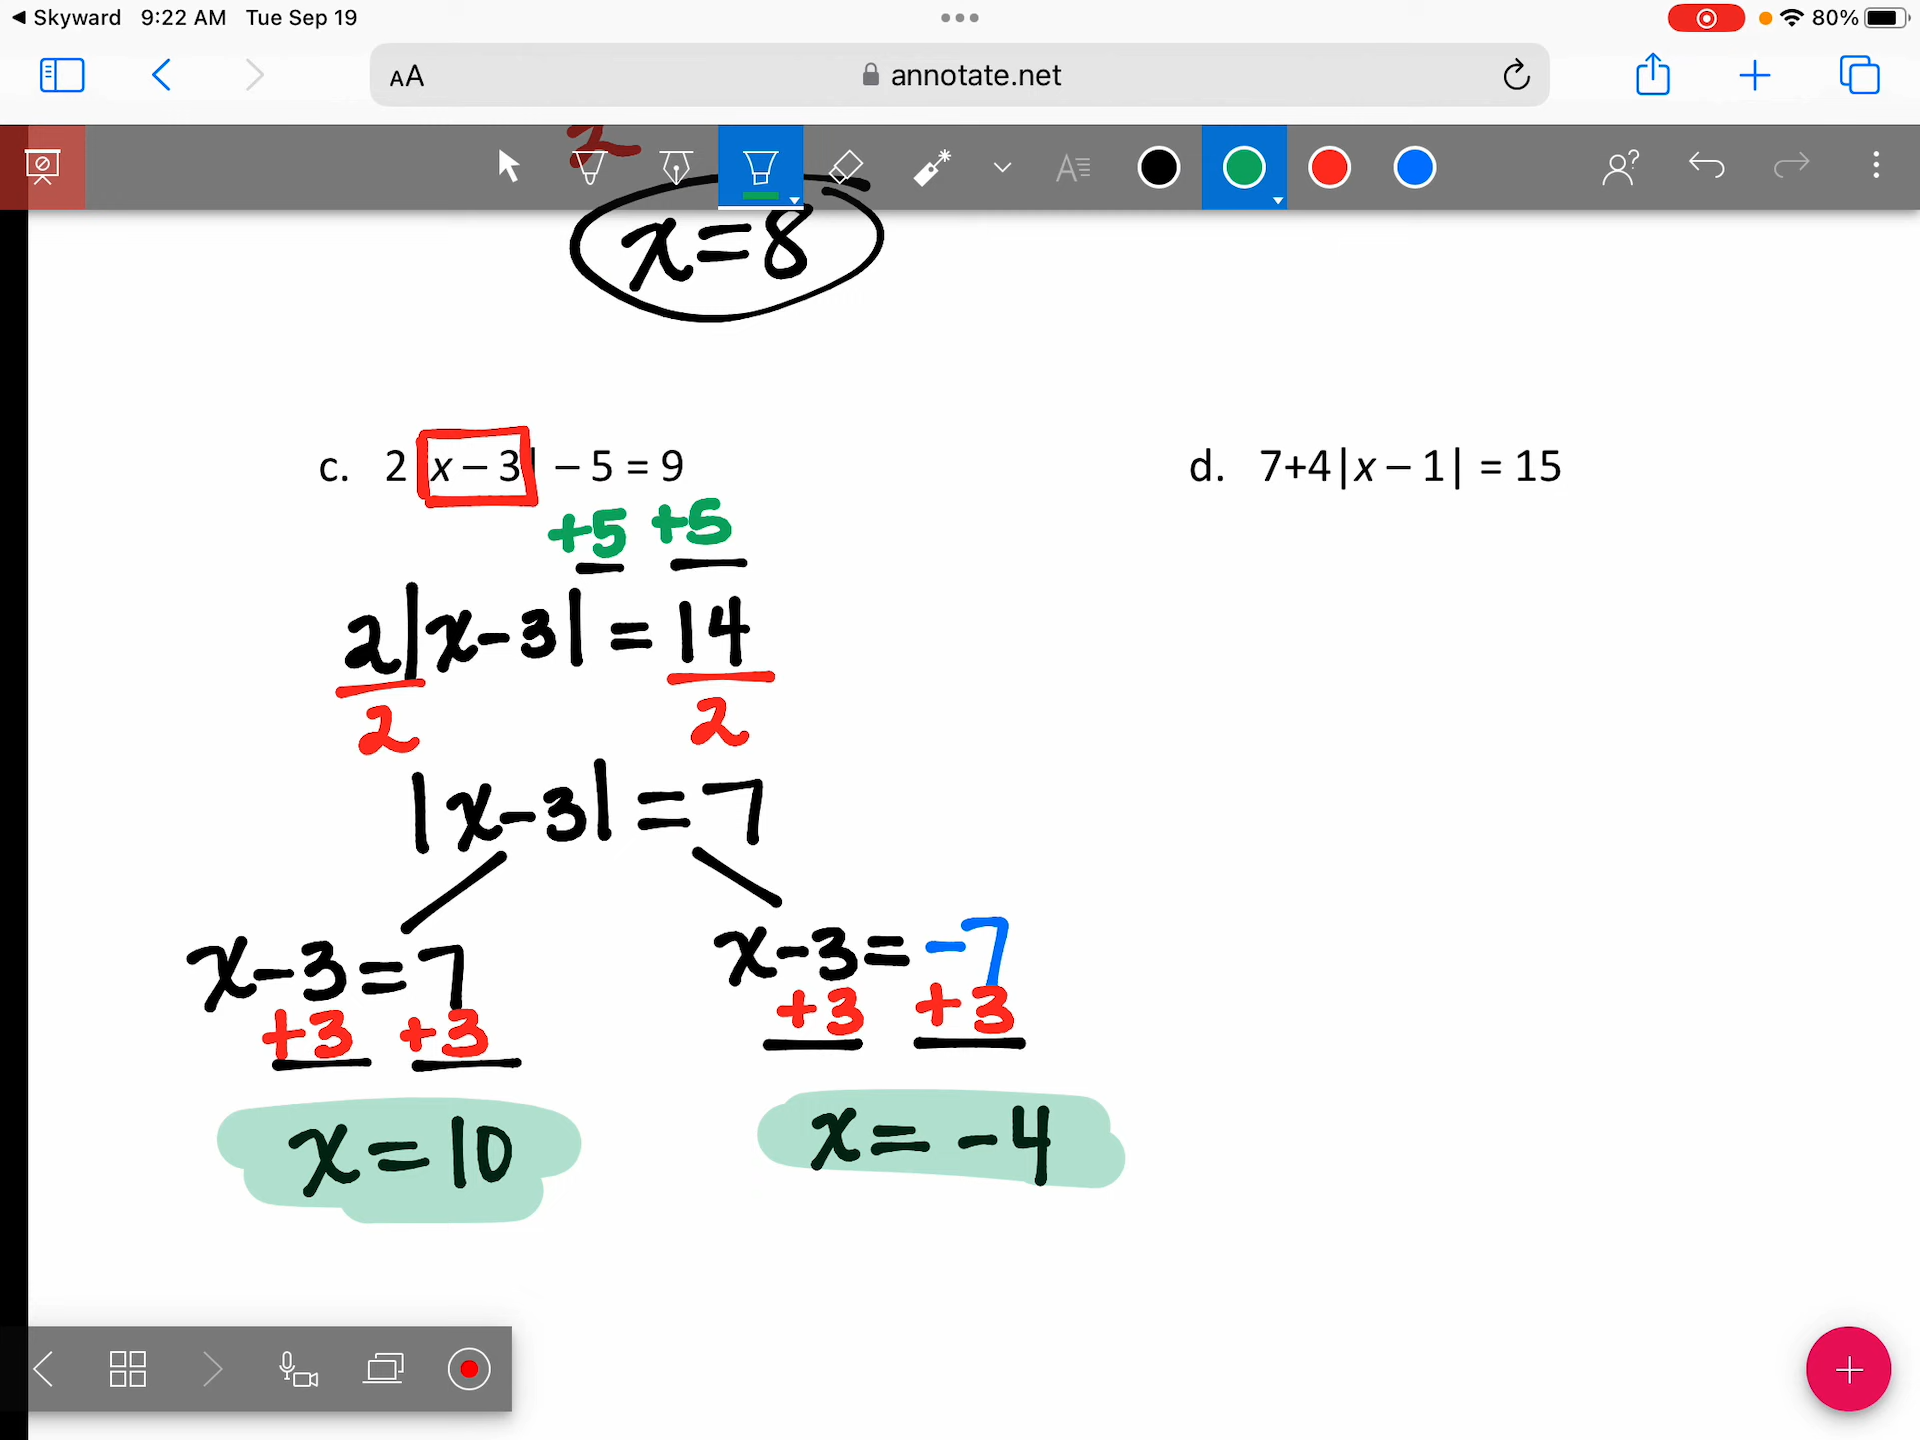 Skyward 9:22 AM Tue Sep 19 80%
AA annotate.net
2
x=8
c. 2|x – 3| – 5 = 9
d. 7+4|x – 1| = 15
+5 +5
2|x-3| = 14
2 2
|x-3| = 7
x-3=7
x-3=-7
+3 +3
+3 +3
x=10
x=-4